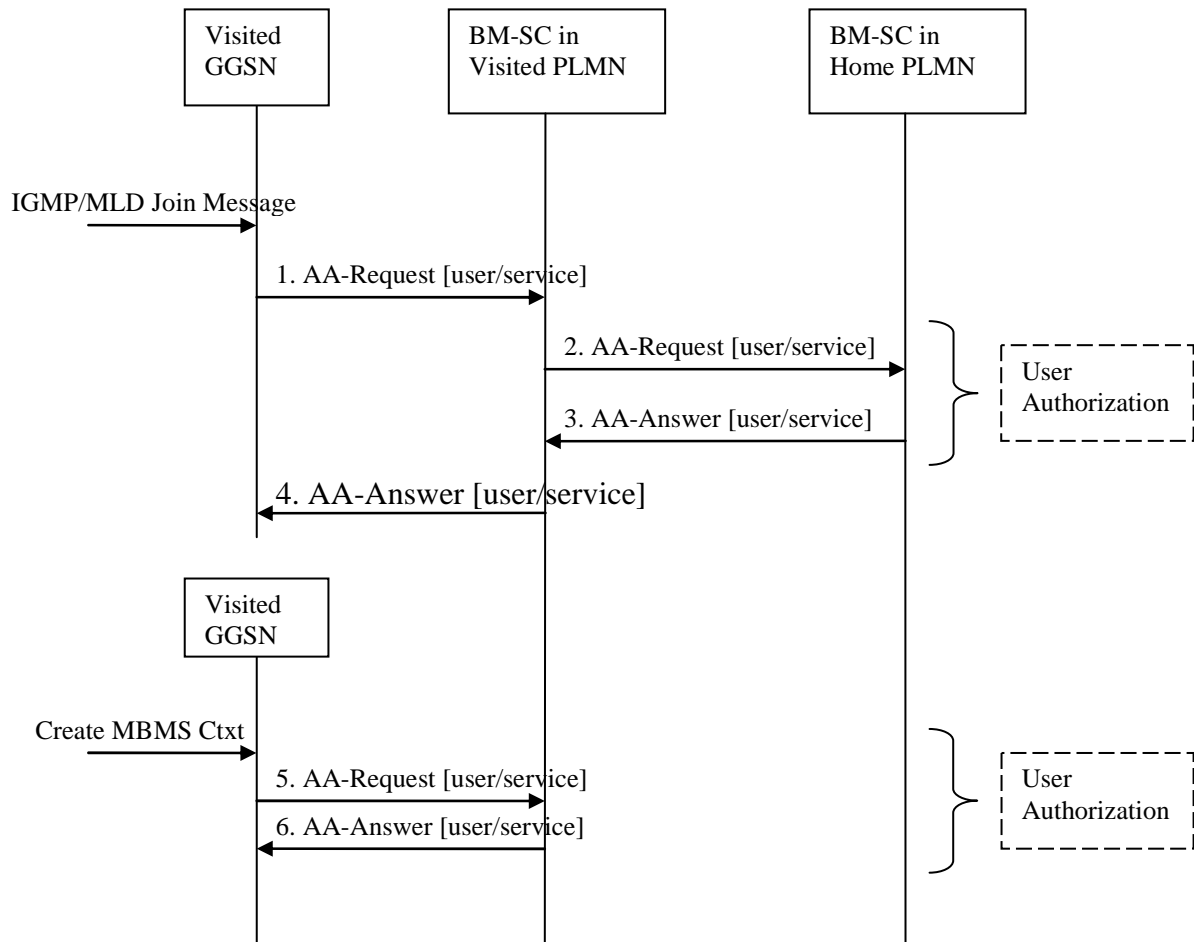 Visited
GGSN
BM-SC in
Visited PLMN
BM-SC in
Home PLMN
IGMP/MLD Join Message
1. AA-Request [user/service]
2. AA-Request [user/service]
User
Authorization
3. AA-Answer [user/service]
4. AA-Answer [user/service]
Visited
GGSN
Create MBMS Ctxt
5. AA-Request [user/service]
User
Authorization
6. AA-Answer [user/service]